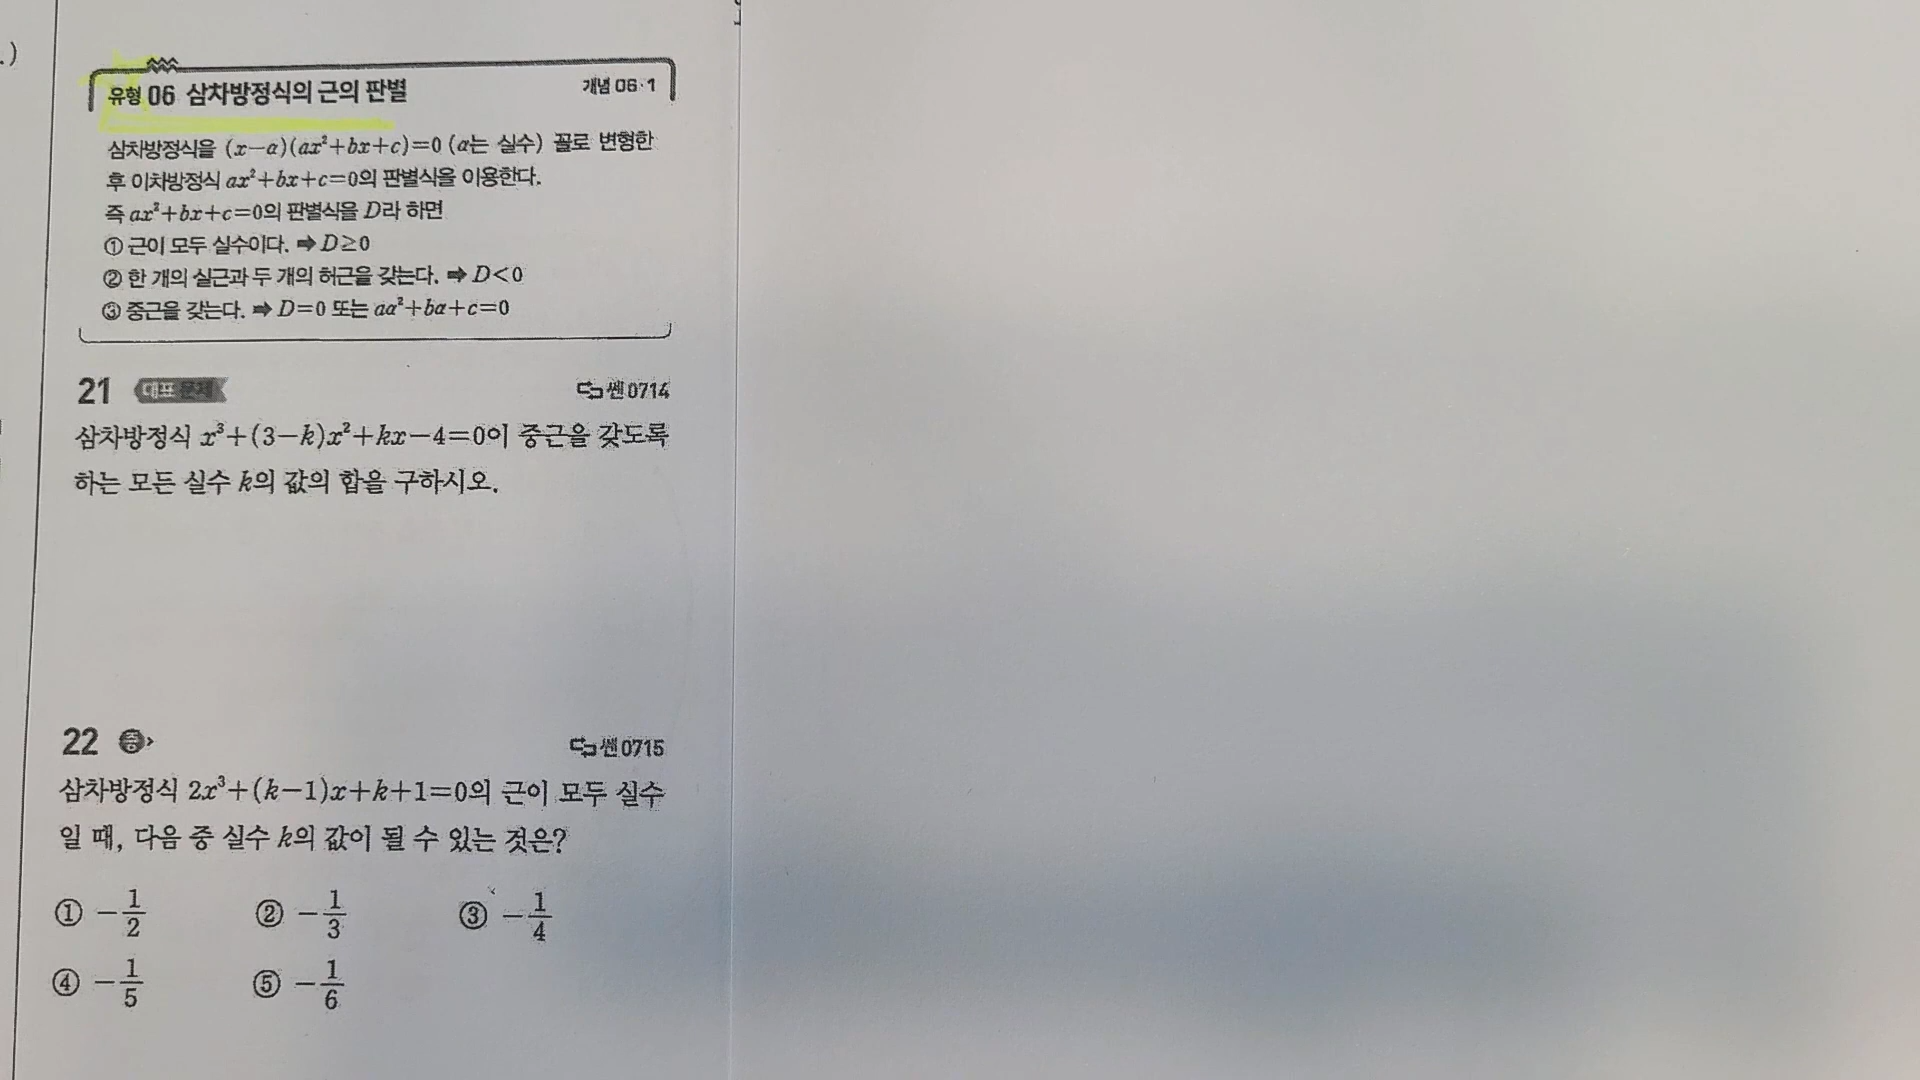 .)
유형 06 삼차방정식의 근의 판별 개념 06·1
삼차방정식을 (x−α)(ax²+bx+c)=0 (α는 실수) 꼴로 변형한
후 이차방정식 ax²+bx+c=0의 판별식을 이용한다.
즉 ax²+bx+c=0의 판별식을 D라 하면
① 근이 모두 실수이다. ➡ D≥0
② 한 개의 실근과 두 개의 허근을 갖는다. ➡ D<0
③ 중근을 갖는다. ➡ D=0 또는 aα²+bα+c=0
21 대표 문제 쎈 0714
삼차방정식 x³+(3−k)x²+kx−4=0이 중근을 갖도록
하는 모든 실수 k의 값의 합을 구하시오.
22 중 쎈 0715
삼차방정식 2x³+(k−1)x+k+1=0의 근이 모두 실수
일 때, 다음 중 실수 k의 값이 될 수 있는 것은?
① −1/2 ② −1/3 ③ −1/4
④ −1/5 ⑤ −1/6